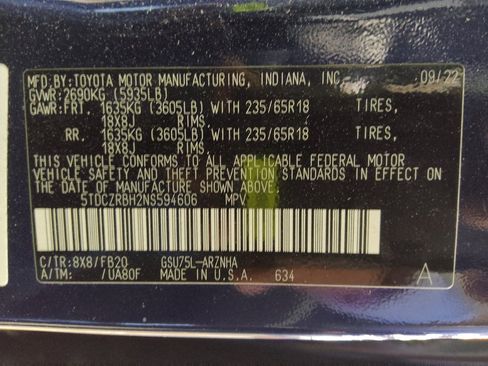 MFD.BY:TOYOTA MOTOR MANUFACTURING, INDIANA, INC. 09/22
GVWR:2690KG (5935LB)
GAWR:FRT. 1635KG (3605LB) WITH 235/65R18 TIRES,
18X8J RIMS.
RR. 1635KG (3605LB) WITH 235/65R18 TIRES,
18X8J RIMS.
THIS VEHICLE CONFORMS TO ALL APPLICABLE FEDERAL MOTOR
VEHICLE SAFETY AND THEFT PREVENTION STANDARDS IN EFFECT
ON THE DATE OF MANUFACTURE SHOWN ABOVE.
5TDCZRBH2NS594606 MPV
C/TR:8X8/FB20 GSU75L-ARZNHA
A/TM: /UA80F MADE IN U.S.A. 634 A